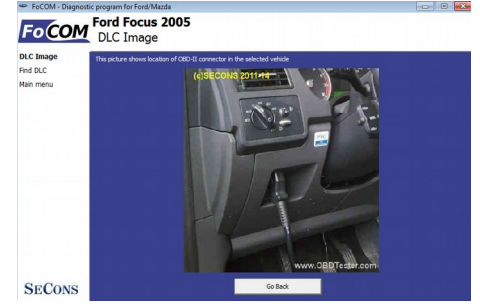 FoCOM - Diagnostic program for Ford/Mazda
FoCOM
Ford Focus 2005
DLC Image
DLC Image
Find DLC
Main menu
This picture shows location of OBD-II connector in the selected vehicle
(c)SECONS 2011-14
www.OBDTester.com
Go Back
SECONS